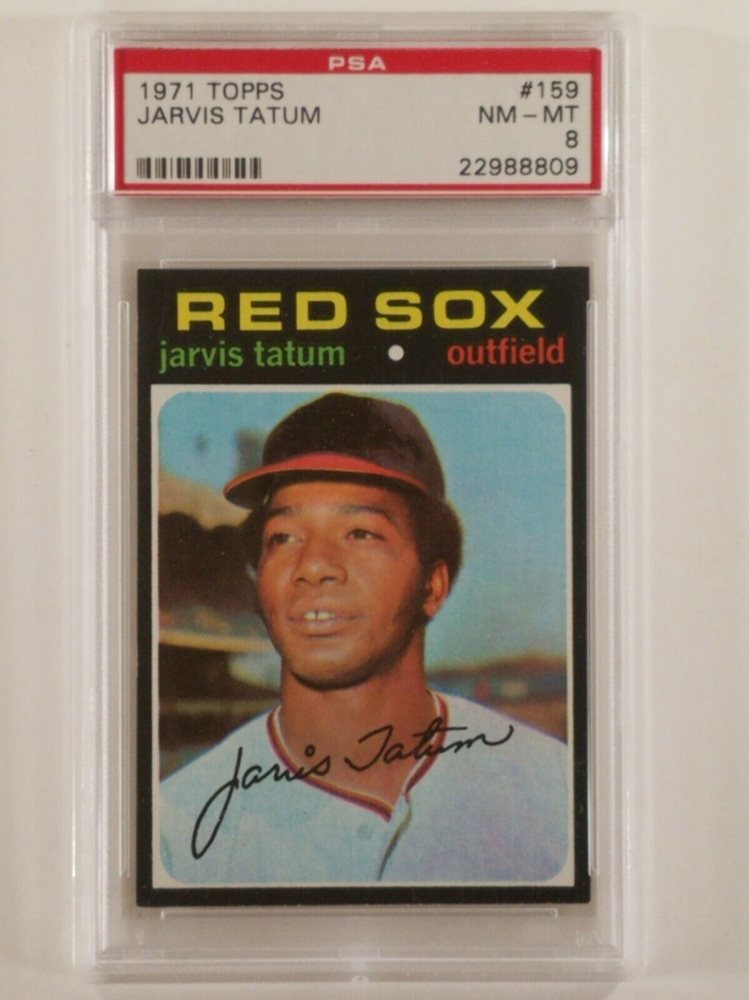 PSA
1971 TOPPS #159
JARVIS TATUM NM - MT
8
22988809
RED SOX
jarvis tatum • outfield
Jarvis Tatum